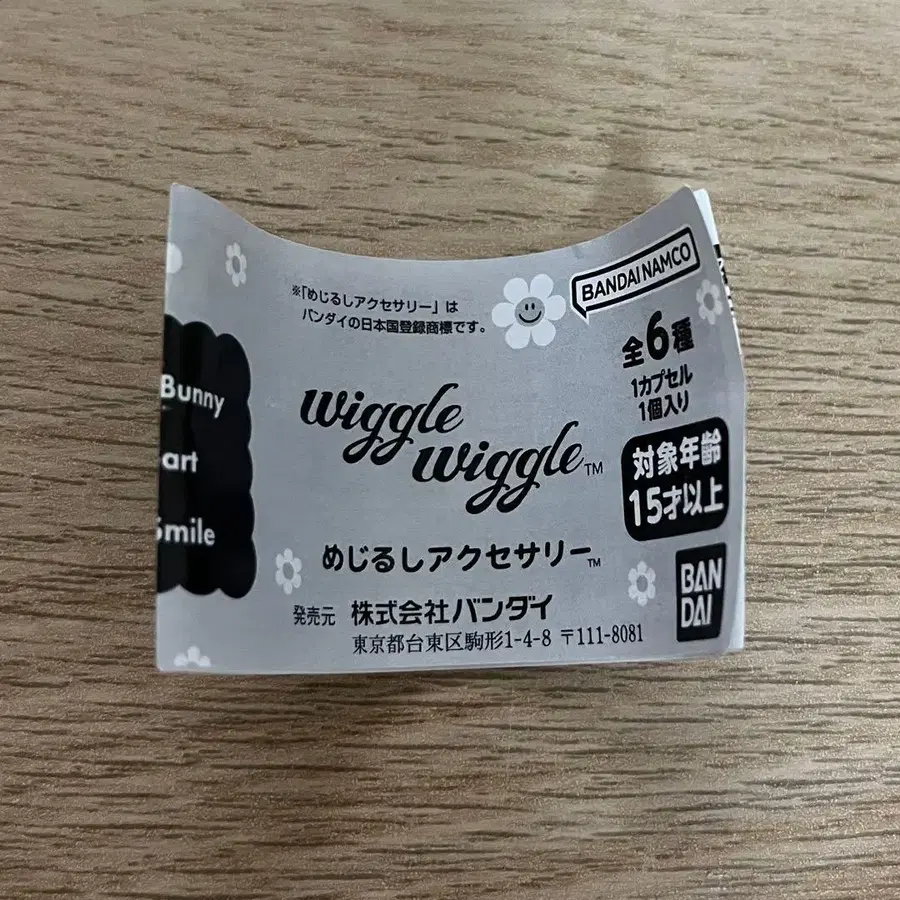 ※「めじるしアクセサリー」は
バンダイの日本国登録商標です。
BANDAI NAMCO
全6種
1カプセル
1個入り
対象年齢
15才以上
Bunny
art
Smile
wiggle
wiggle™
めじるしアクセサリー™
発売元 株式会社バンダイ
東京都台東区駒形1-4-8 〒111-8081
BAN
DAI